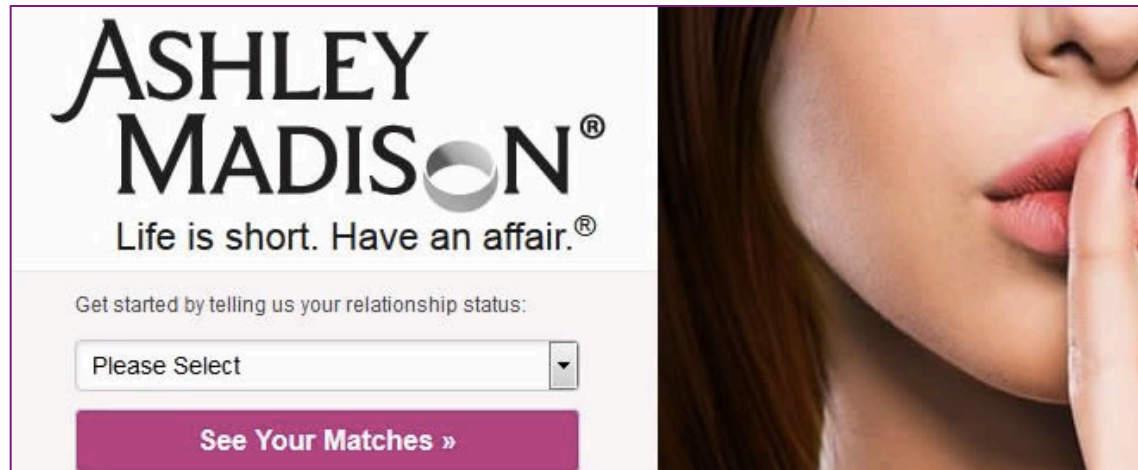 ASHLEY
MADISON®
Life is short. Have an affair.®
Get started by telling us your relationship status:
Please Select
See Your Matches »